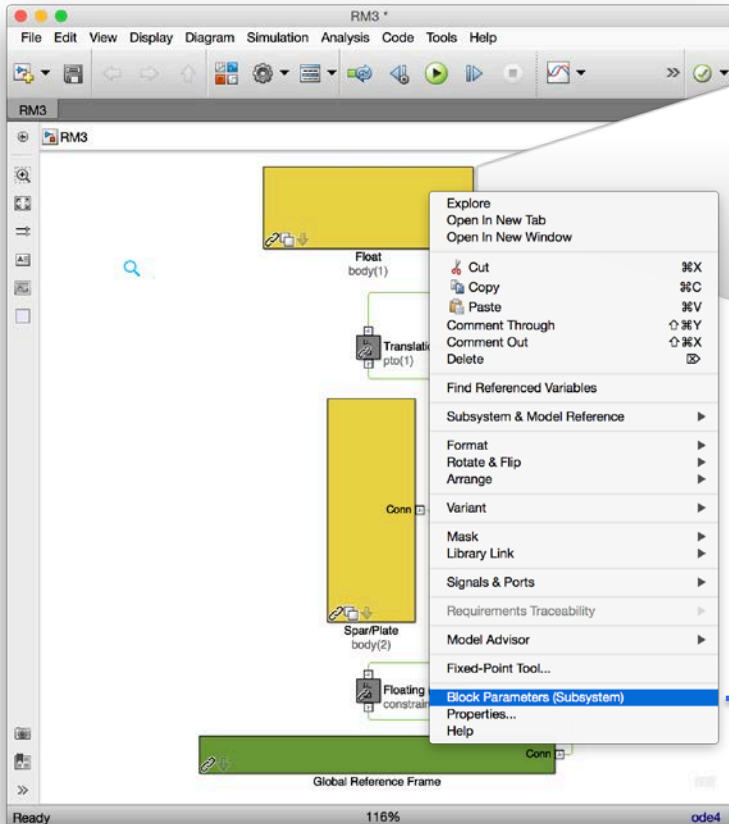 RM3 *
File Edit View Display Diagram Simulation Analysis Code Tools Help
RM3
RM3
Float
body(1)
pto(1)
Conn
Spar/Plate
body(2)
Floating
Conn
Global Reference Frame
Explore
Open In New Tab
Open In New Window
Cut ⌘X
Copy ⌘C
Paste ⌘V
Comment Through ⇧⌘Y
Comment Out ⇧⌘X
Delete ⌦
Find Referenced Variables
Subsystem & Model Reference
Format
Rotate & Flip
Arrange
Variant
Mask
Library Link
Signals & Ports
Requirements Traceability
Model Advisor
Fixed-Point Tool...
Block Parameters (Subsystem)
Properties...
Help
Ready 116% ode4